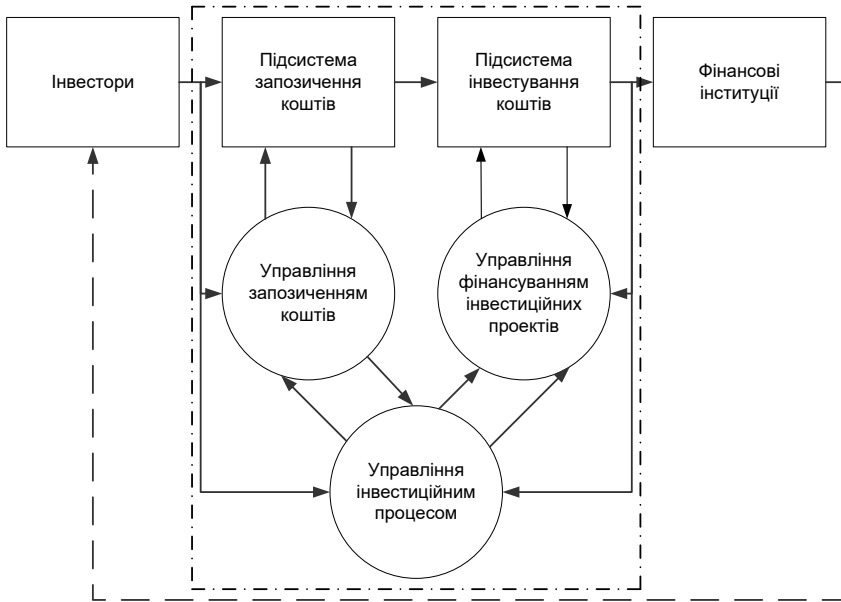 Інвестори
Підсистема
запозичення
коштів
Підсистема
інвестування
коштів
Фінансові
інституції
Управління
запозиченням
коштів
Управління
фінансуванням
інвестиційних
проектів
Управління
інвестиційним
процесом